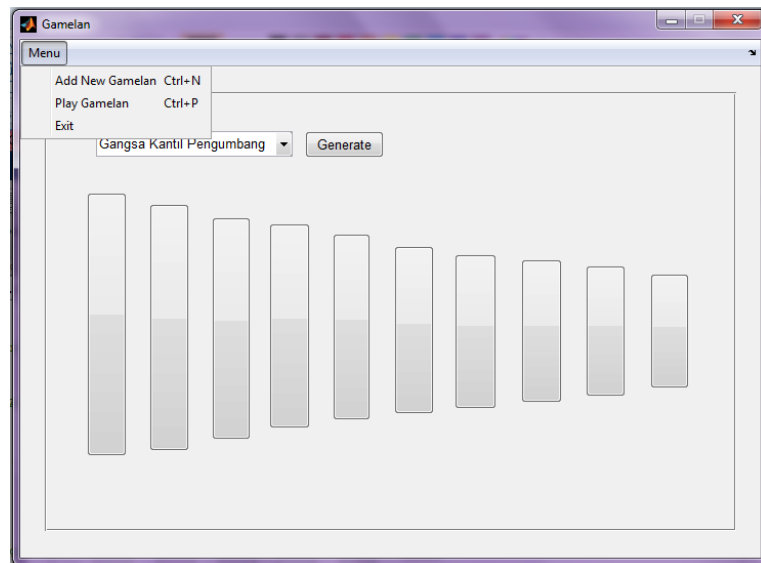 Gamelan
Menu
Add New Gamelan Ctrl+N
Play Gamelan Ctrl+P
Exit
Gangsa Kantil Pengumbang
Generate